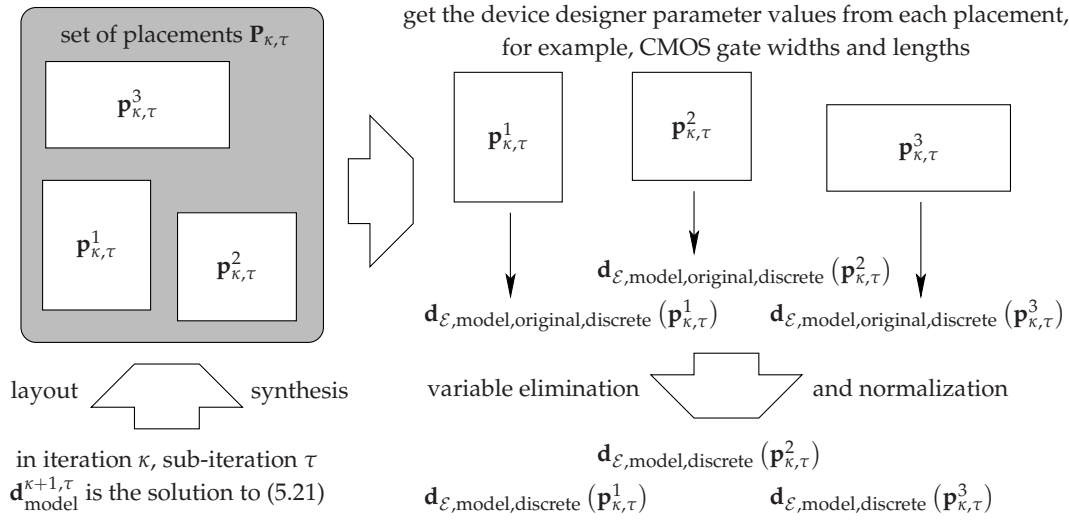 set of placements P_{κ,τ}
p^3_{κ,τ}
p^1_{κ,τ}
p^2_{κ,τ}
layout synthesis
in iteration κ, sub-iteration τ
d^{κ+1,τ}_{model} is the solution to (5.21)
get the device designer parameter values from each placement,
for example, CMOS gate widths and lengths
p^1_{κ,τ}
p^2_{κ,τ}
p^3_{κ,τ}
d_{ℰ,model,original,discrete} (p^2_{κ,τ})
d_{ℰ,model,original,discrete} (p^1_{κ,τ})
d_{ℰ,model,original,discrete} (p^3_{κ,τ})
variable elimination and normalization
d_{ℰ,model,discrete} (p^2_{κ,τ})
d_{ℰ,model,discrete} (p^1_{κ,τ})
d_{ℰ,model,discrete} (p^3_{κ,τ})